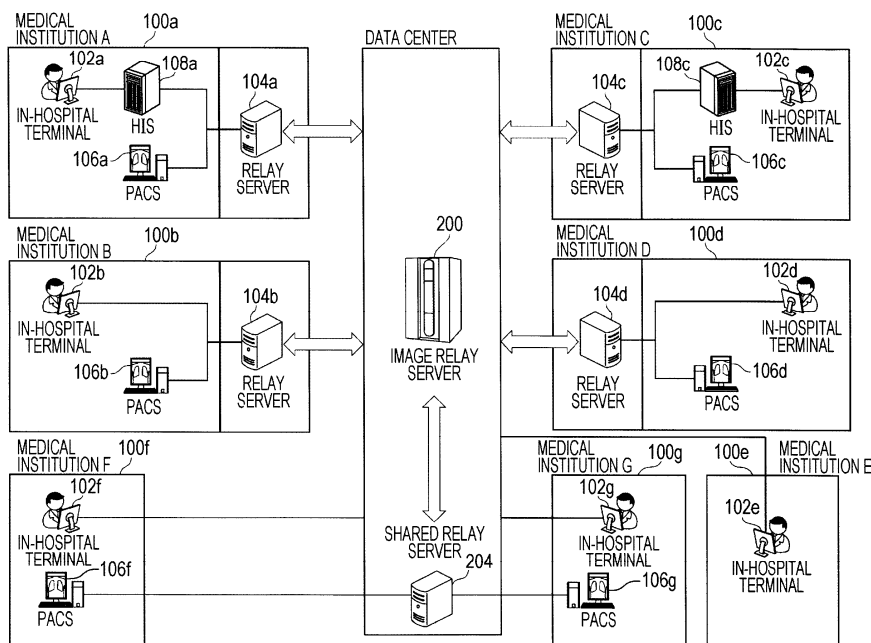 MEDICAL
INSTITUTION A
100a
102a
108a
IN-HOSPITAL
TERMINAL
HIS
106a
PACS
104a
RELAY
SERVER
DATA CENTER
MEDICAL
INSTITUTION C
100c
104c
108c
102c
RELAY
SERVER
HIS
IN-HOSPITAL
TERMINAL
106c
PACS
MEDICAL
INSTITUTION B
100b
102b
IN-HOSPITAL
TERMINAL
106b
PACS
104b
RELAY
SERVER
200
IMAGE RELAY
SERVER
MEDICAL
INSTITUTION D
100d
104d
102d
RELAY
SERVER
IN-HOSPITAL
TERMINAL
106d
PACS
MEDICAL
INSTITUTION F
100f
102f
IN-HOSPITAL
TERMINAL
106f
PACS
SHARED RELAY
SERVER
204
MEDICAL
INSTITUTION G
100g
102g
IN-HOSPITAL
TERMINAL
106g
PACS
MEDICAL
INSTITUTION E
100e
102e
IN-HOSPITAL
TERMINAL